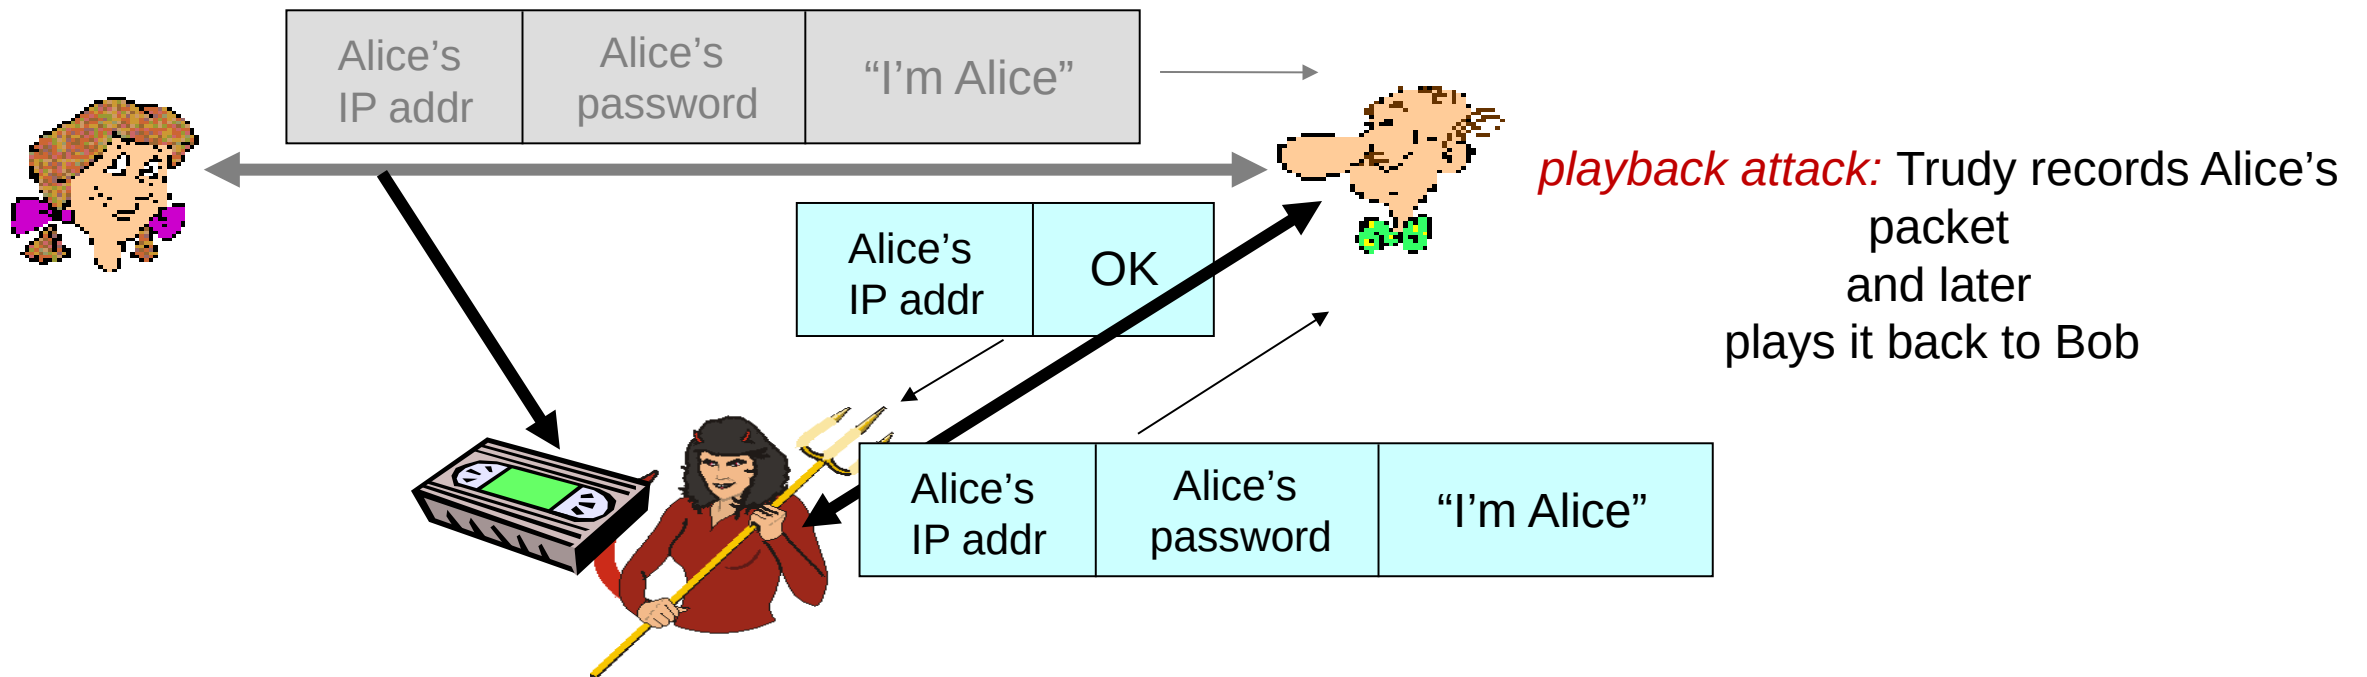 Alice’s
IP addr
Alice’s
password
“I’m Alice”
playback attack: Trudy records Alice’s
packet
and later
plays it back to Bob
Alice’s
IP addr
OK
Alice’s
IP addr
Alice’s
password
“I’m Alice”